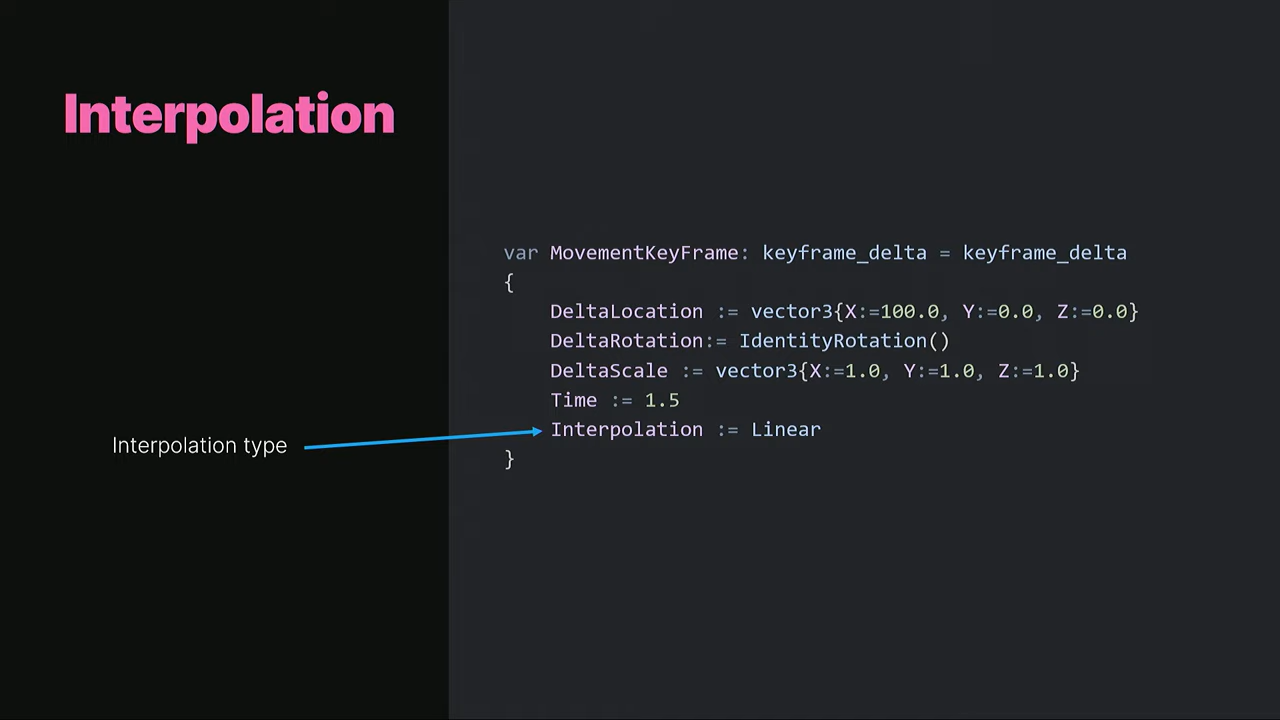 Interpolation
var MovementKeyFrame: keyframe_delta = keyframe_delta
{
DeltaLocation := vector3{X:=100.0, Y:=0.0, Z:=0.0}
DeltaRotation:= IdentityRotation()
DeltaScale := vector3{X:=1.0, Y:=1.0, Z:=1.0}
Time := 1.5
Interpolation := Linear
}
Interpolation type